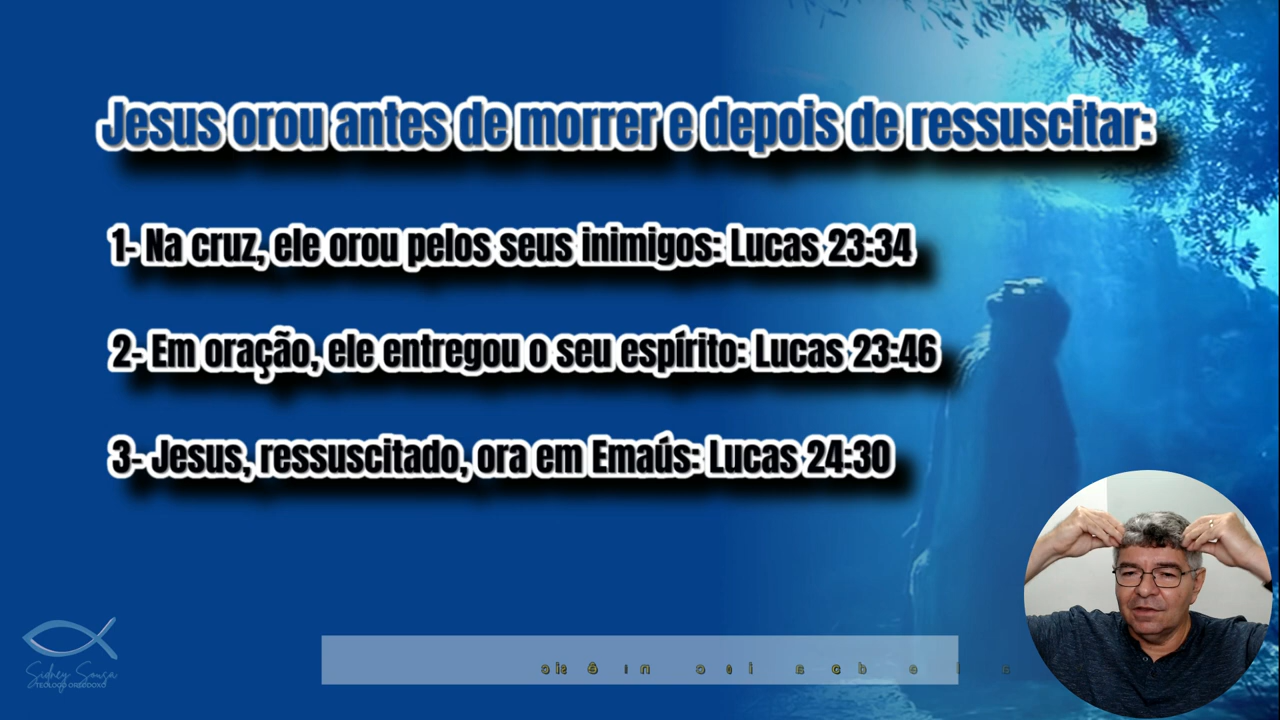 Jesus orou antes de morrer e depois de ressuscitar:
1- Na cruz, ele orou pelos seus inimigos: Lucas 23:34
2- Em oração, ele entregou o seu espírito: Lucas 23:46
3- Jesus, ressuscitado, ora em Emaús: Lucas 24:30
Sidney Sousa
TEÓLOGO ORTODOXO